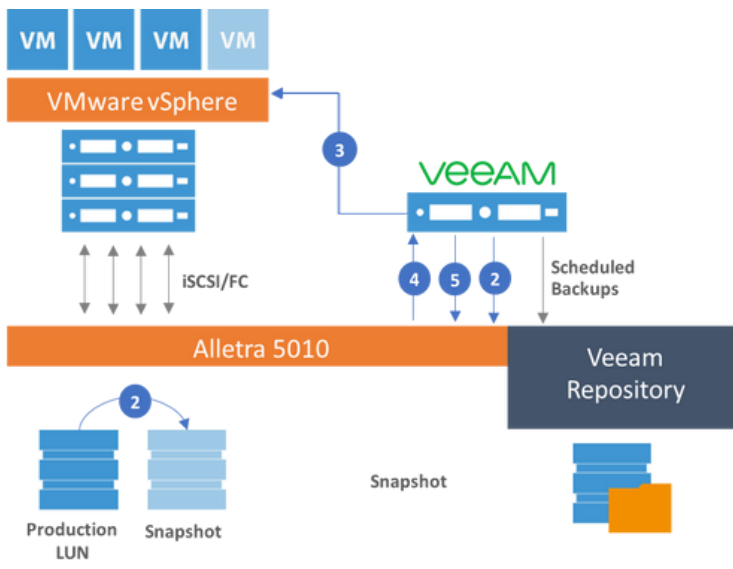 VM VM VM VM
VMware vSphere
3
veeAM
iSCSI/FC
4 5 2
Scheduled
Backups
Alletra 5010
Veeam
Repository
2
Snapshot
Production
LUN
Snapshot